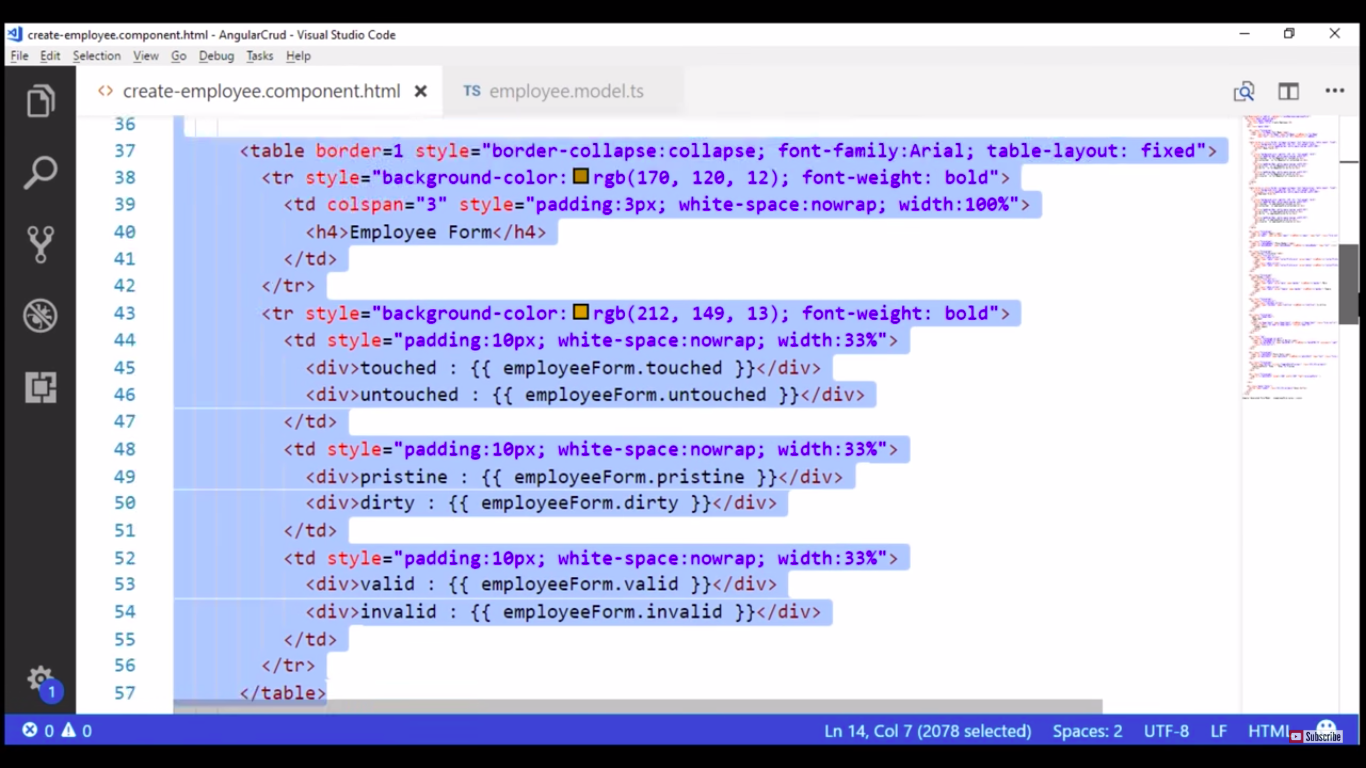 create-employee.component.html - AngularCrud - Visual Studio Code
File Edit Selection View Go Debug Tasks Help
<> create-employee.component.html TS employee.model.ts
36
37 <table border=1 style="border-collapse:collapse; font-family:Arial; table-layout: fixed">
38 <tr style="background-color: rgb(170, 120, 12); font-weight: bold">
39 <td colspan="3" style="padding:3px; white-space:nowrap; width:100%">
40 <h4>Employee Form</h4>
41 </td>
42 </tr>
43 <tr style="background-color: rgb(212, 149, 13); font-weight: bold">
44 <td style="padding:10px; white-space:nowrap; width:33%">
45 <div>touched : {{ employeeForm.touched }}</div>
46 <div>untouched : {{ employeeForm.untouched }}</div>
47 </td>
48 <td style="padding:10px; white-space:nowrap; width:33%">
49 <div>pristine : {{ employeeForm.pristine }}</div>
50 <div>dirty : {{ employeeForm.dirty }}</div>
51 </td>
52 <td style="padding:10px; white-space:nowrap; width:33%">
53 <div>valid : {{ employeeForm.valid }}</div>
54 <div>invalid : {{ employeeForm.invalid }}</div>
55 </td>
56 </tr>
57 </table>
1
0 0 Ln 14, Col 7 (2078 selected) Spaces: 2 UTF-8 LF HTML
Subscribe